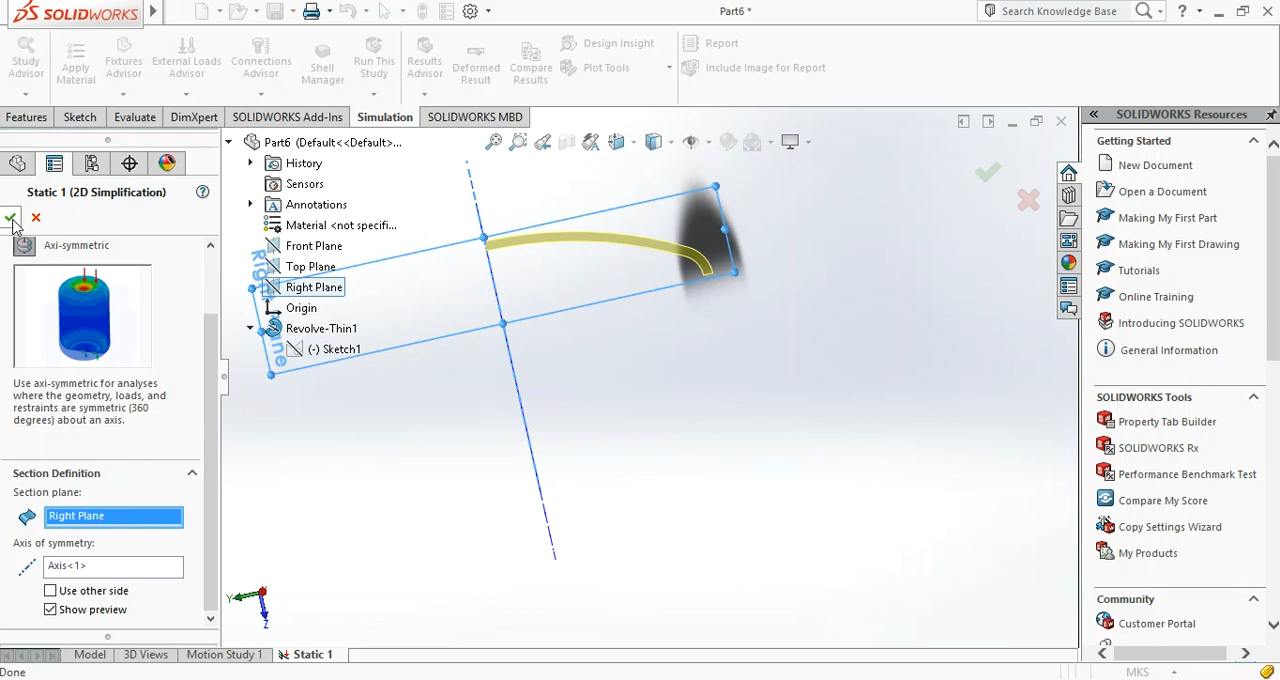 SOLIDWORKS
Part6 *
Search Knowledge Base
?
Study Advisor
Apply Material
Fixtures Advisor
External Loads Advisor
Connections Advisor
Shell Manager
Run This Study
Results Advisor
Deformed Result
Compare Results
Design Insight
Plot Tools
Report
Include Image for Report
Features
Sketch
Evaluate
DimXpert
SOLIDWORKS Add-Ins
Simulation
SOLIDWORKS MBD
Static 1 (2D Simplification)
?
Axi-symmetric
Use axi-symmetric for analyses
where the geometry, loads, and
restraints are symmetric (360
degrees) about an axis.
Section Definition
Section plane:
Right Plane
Axis of symmetry:
Axis<1>
Use other side
Show preview
Part6 (Default<<Default>...
History
Sensors
Annotations
Material <not specifi...
Front Plane
Top Plane
Right Plane
Origin
Revolve-Thin1
(-) Sketch1
Right Plane
Y
Z
SOLIDWORKS Resources
Getting Started
New Document
Open a Document
Making My First Part
Making My First Drawing
Tutorials
Online Training
Introducing SOLIDWORKS
General Information
SOLIDWORKS Tools
Property Tab Builder
SOLIDWORKS Rx
Performance Benchmark Test
Compare My Score
Copy Settings Wizard
My Products
Community
Customer Portal
Model
3D Views
Motion Study 1
Static 1
Done
MKS